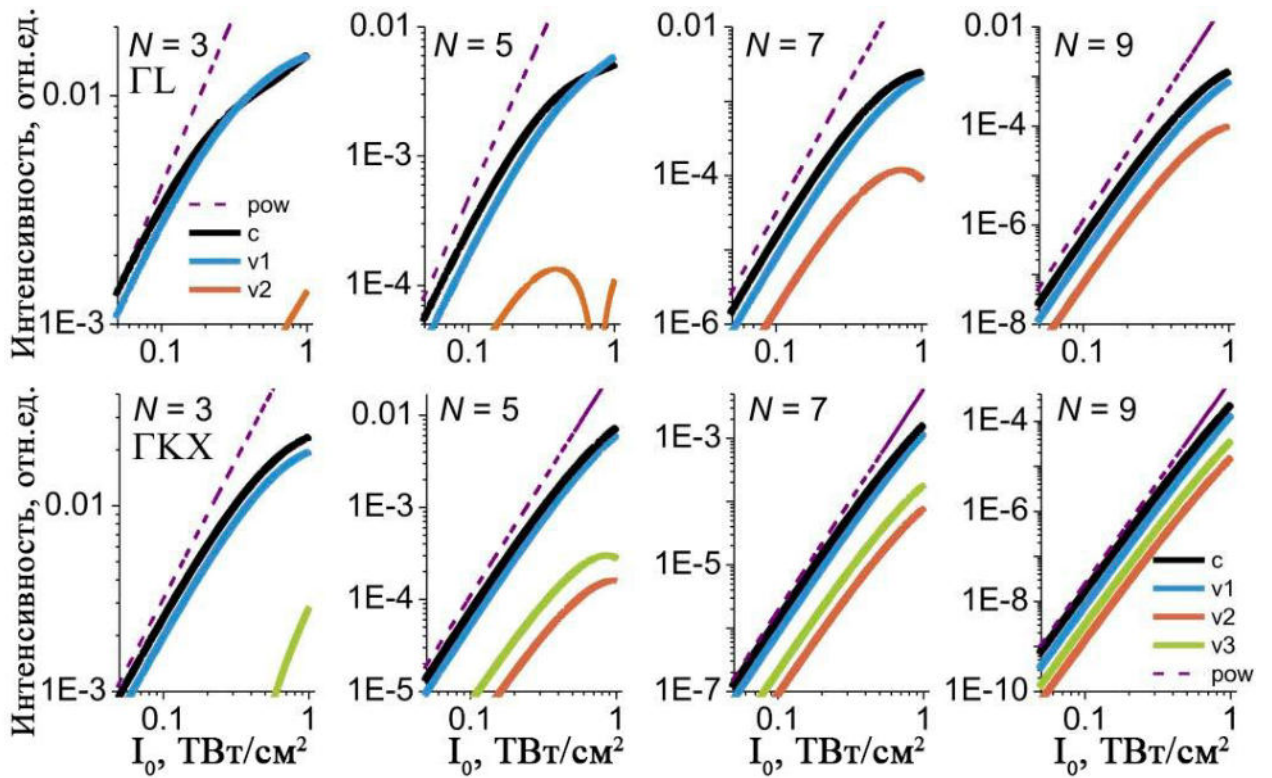 Интенсивность, отн.ед.
N = 3
ΓL
0.01
1E-3
pow
c
v1
v2
0.1
1
0.01
N = 5
1E-3
1E-4
0.1
1
0.01
N = 7
1E-4
1E-6
0.1
1
0.01
N = 9
1E-4
1E-6
1E-8
0.1
1
Интенсивность, отн.ед.
N = 3
ΓKX
0.01
1E-3
0.1
1
I₀, ТВт/см²
N = 5
0.01
1E-3
1E-4
1E-5
0.1
1
I₀, ТВт/см²
N = 7
1E-3
1E-5
1E-7
0.1
1
I₀, ТВт/см²
N = 9
1E-4
1E-6
1E-8
1E-10
c
v1
v2
v3
pow
0.1
1
I₀, ТВт/см²